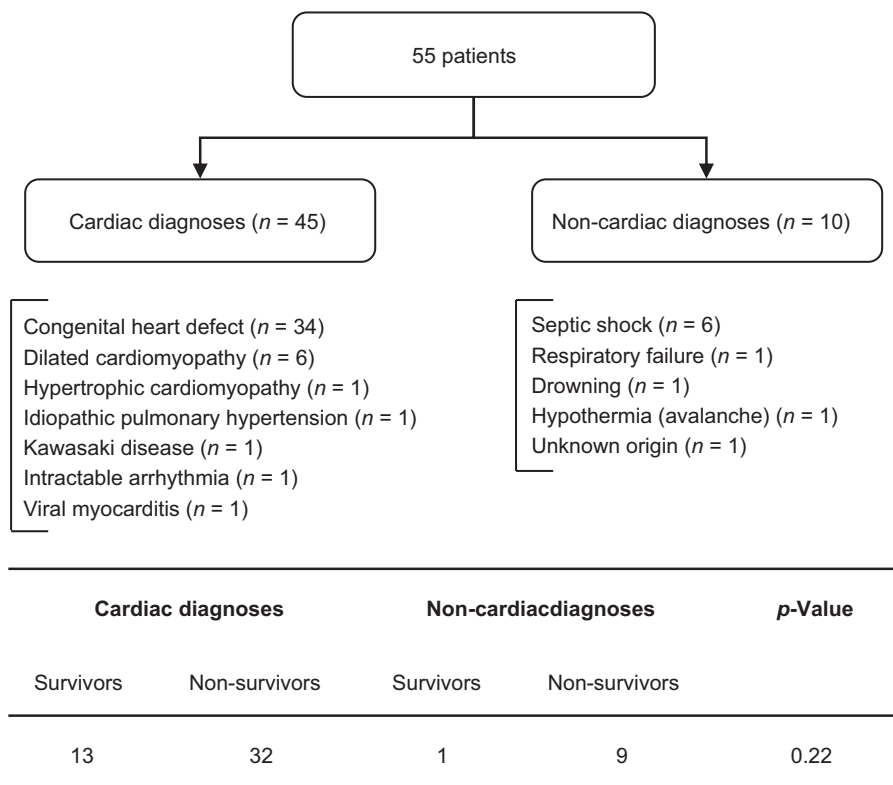 55 patients
Cardiac diagnoses (n = 45)
Non-cardiac diagnoses (n = 10)
Congenital heart defect (n = 34)
Dilated cardiomyopathy (n = 6)
Hypertrophic cardiomyopathy (n = 1)
Idiopathic pulmonary hypertension (n = 1)
Kawasaki disease (n = 1)
Intractable arrhythmia (n = 1)
Viral myocarditis (n = 1)
Septic shock (n = 6)
Respiratory failure (n = 1)
Drowning (n = 1)
Hypothermia (avalanche) (n = 1)
Unknown origin (n = 1)
Cardiac diagnoses Non-cardiacdiagnoses p-Value
Survivors Non-survivors Survivors Non-survivors
13 32 1 9 0.22